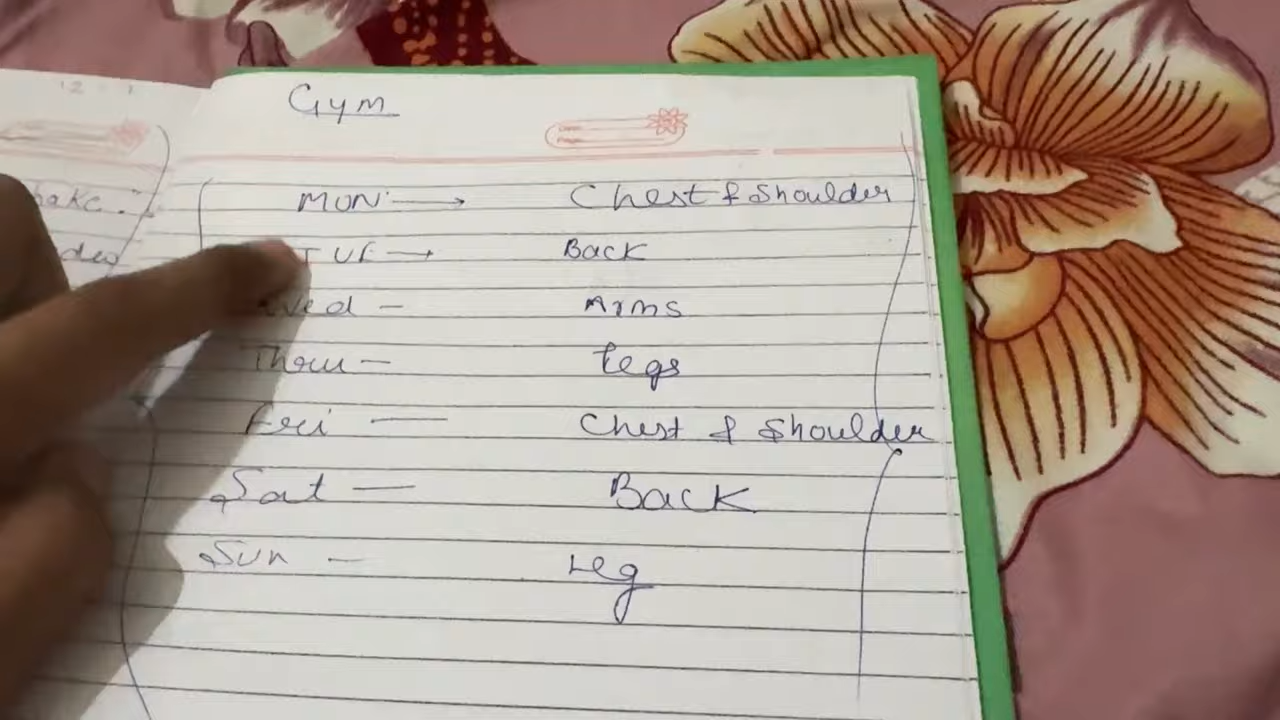 Gym
MON → Chest & Shoulder
TUE → Back
Wed - Arms
Thru - Legs
Fri — Chest & Shoulder
Sat — Back
Sun - Leg